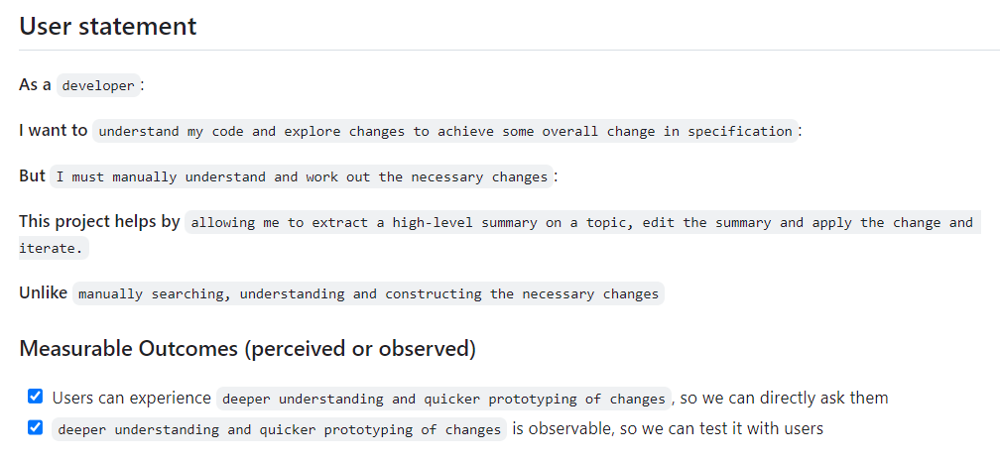 User statement
As a developer:
I want to understand my code and explore changes to achieve some overall change in specification:
But I must manually understand and work out the necessary changes:
This project helps by allowing me to extract a high-level summary on a topic, edit the summary and apply the change and
iterate.
Unlike manually searching, understanding and constructing the necessary changes
Measurable Outcomes (perceived or observed)
Users can experience deeper understanding and quicker prototyping of changes, so we can directly ask them
deeper understanding and quicker prototyping of changes is observable, so we can test it with users